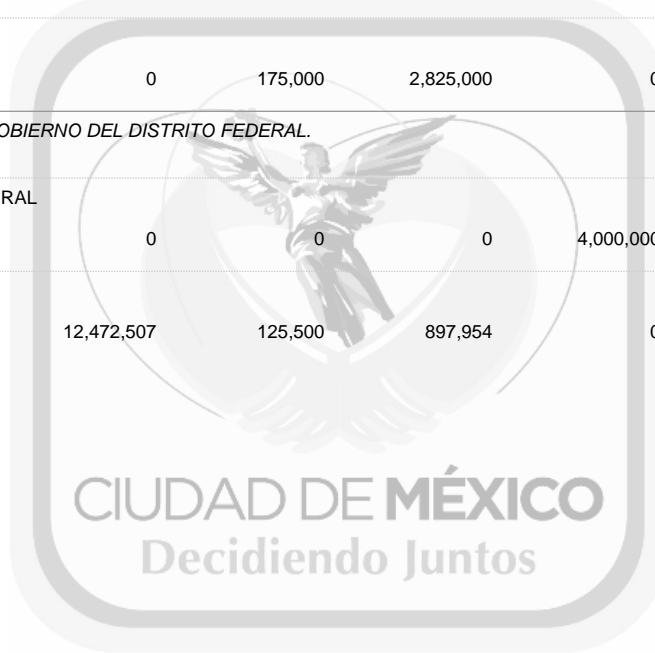 0 175,000 2,825,000 0
OBIERNO DEL DISTRITO FEDERAL.
RAL
0 0 0 4,000,000
12,472,507 125,500 897,954 0
CIUDAD DE MÉXICO
Decidiendo Juntos